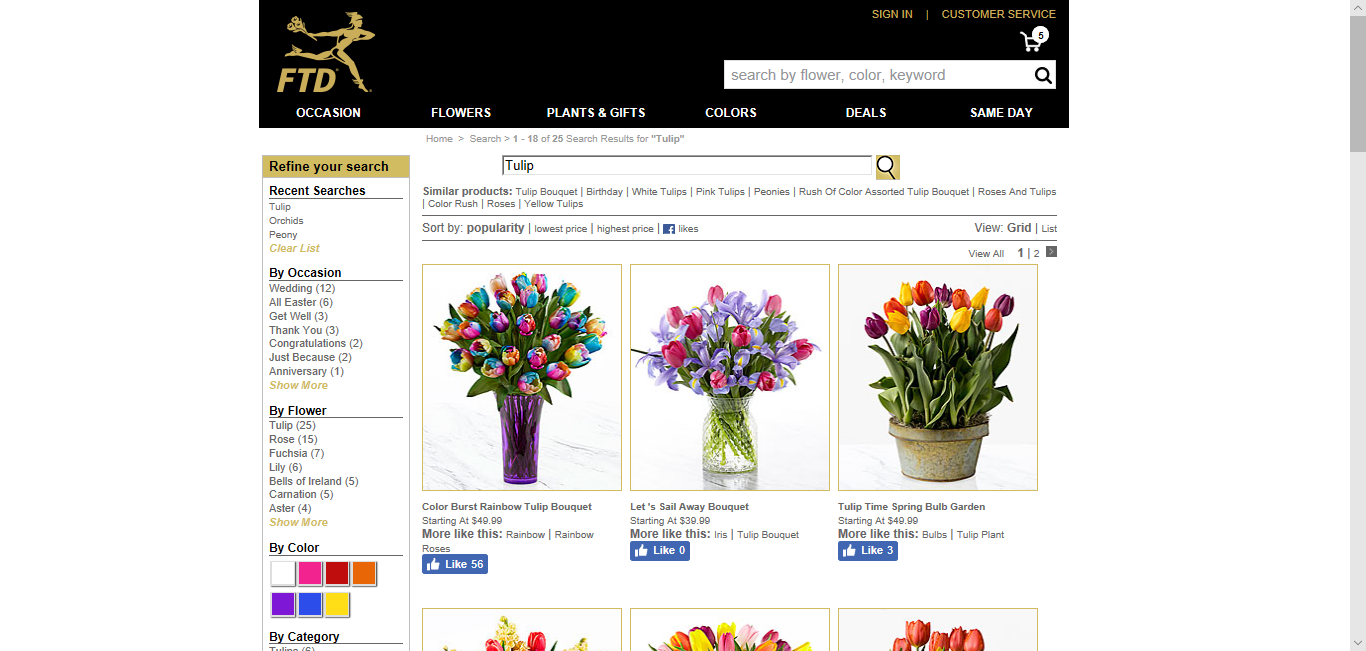 SIGN IN | CUSTOMER SERVICE
5
FTD
search by flower, color, keyword
OCCASION FLOWERS PLANTS & GIFTS COLORS DEALS SAME DAY
Home > Search > 1 - 18 of 25 Search Results for "Tulip"
Refine your search
Recent Searches
Tulip
Orchids
Peony
Clear List
By Occasion
Wedding (12)
All Easter (6)
Get Well (3)
Thank You (3)
Congratulations (2)
Just Because (2)
Anniversary (1)
Show More
By Flower
Tulip (25)
Rose (15)
Fuchsia (7)
Lily (6)
Bells of Ireland (5)
Carnation (5)
Aster (4)
Show More
By Color
By Category
Tulips (6)
Tulip
Similar products: Tulip Bouquet | Birthday | White Tulips | Pink Tulips | Peonies | Rush Of Color Assorted Tulip Bouquet | Roses And Tulips
| Color Rush | Roses | Yellow Tulips
Sort by: popularity | lowest price | highest price | f likes
View: Grid | List
View All 1 | 2 >
Color Burst Rainbow Tulip Bouquet
Starting At $49.99
More like this: Rainbow | Rainbow
Roses
Like 56
Let 's Sail Away Bouquet
Starting At $39.99
More like this: Iris | Tulip Bouquet
Like 0
Tulip Time Spring Bulb Garden
Starting At $49.99
More like this: Bulbs | Tulip Plant
Like 3